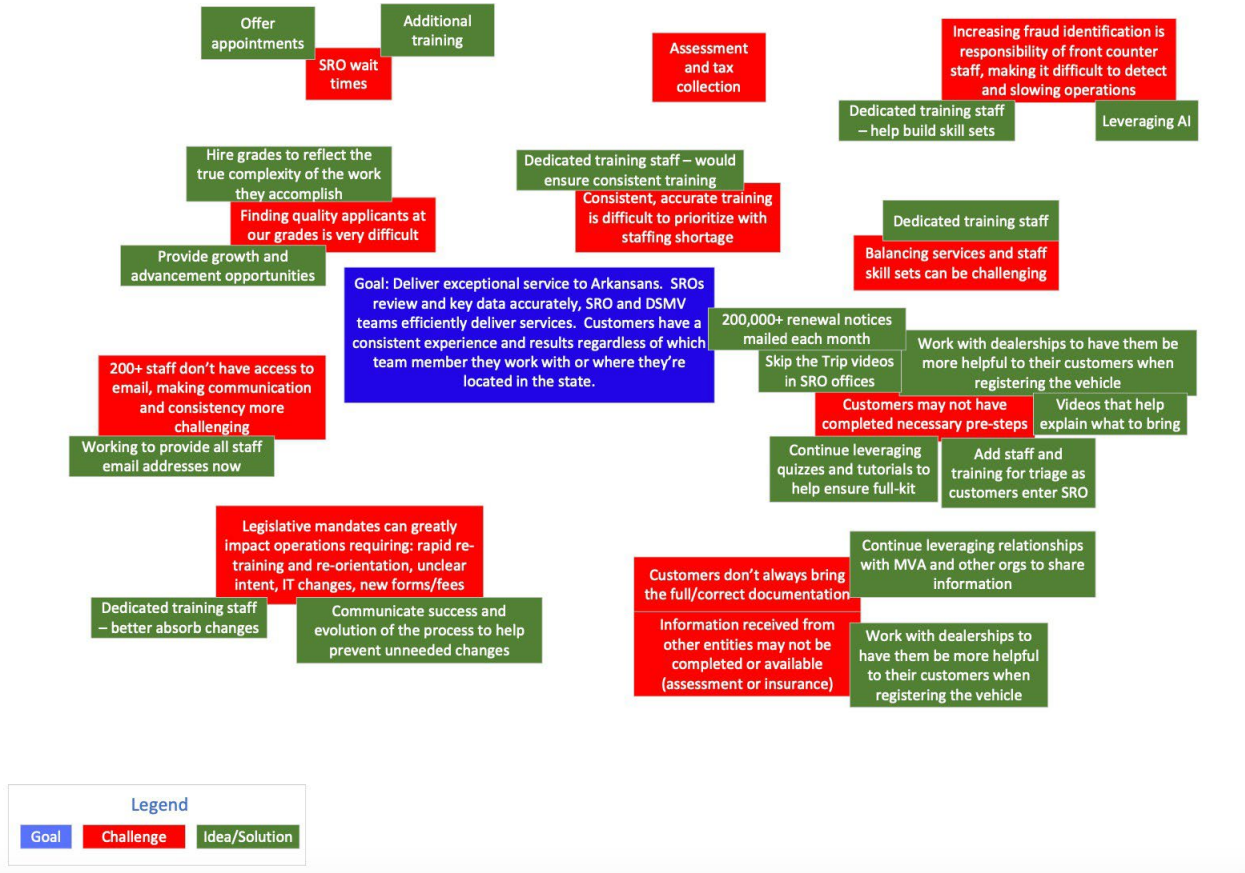 Offer
appointments
Additional
training
SRO wait
times
Assessment
and tax
collection
Increasing fraud identification is
responsibility of front counter
staff, making it difficult to detect
and slowing operations
Dedicated training staff
– help build skill sets
Leveraging AI
Hire grades to reflect the
true complexity of the work
they accomplish
Finding quality applicants at
our grades is very difficult
Provide growth and
advancement opportunities
Dedicated training staff – would
ensure consistent training
Consistent, accurate training
is difficult to prioritize with
staffing shortage
Dedicated training staff
Balancing services and staff
skill sets can be challenging
Goal: Deliver exceptional service to Arkansans. SROs
review and key data accurately, SRO and DSMV
teams efficiently deliver services. Customers have a
consistent experience and results regardless of which
team member they work with or where they're
located in the state.
200,000+ renewal notices
mailed each month
Skip the Trip videos
in SRO offices
Work with dealerships to have them be
more helpful to their customers when
registering the vehicle
Customers may not have
completed necessary pre-steps
Videos that help
explain what to bring
Continue leveraging
quizzes and tutorials to
help ensure full-kit
Add staff and
training for triage as
customers enter SRO
200+ staff don't have access to
email, making communication
and consistency more
challenging
Working to provide all staff
email addresses now
Legislative mandates can greatly
impact operations requiring: rapid re-
training and re-orientation, unclear
intent, IT changes, new forms/fees
Dedicated training staff
– better absorb changes
Communicate success and
evolution of the process to help
prevent unneeded changes
Customers don't always bring
the full/correct documentation
Continue leveraging relationships
with MVA and other orgs to share
information
Information received from
other entities may not be
completed or available
(assessment or insurance)
Work with dealerships to
have them be more helpful
to their customers when
registering the vehicle
Legend
Goal
Challenge
Idea/Solution